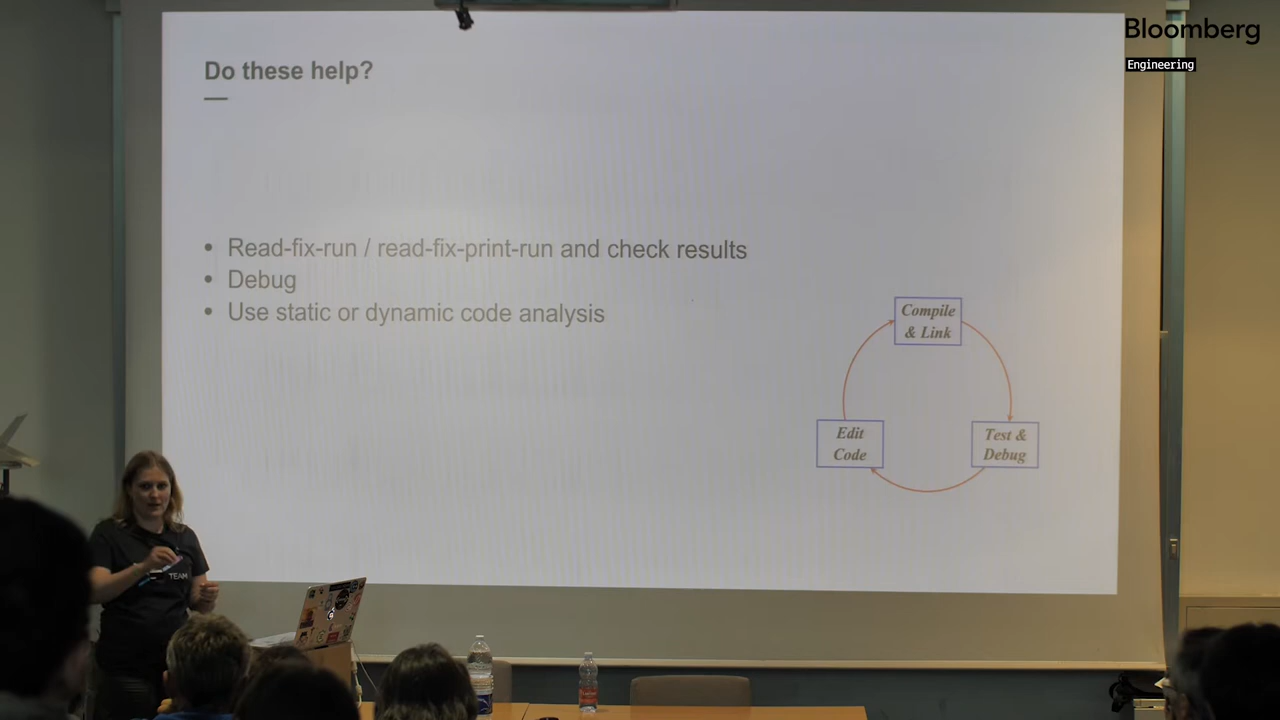 Bloomberg
Engineering
Do these help?
• Read-fix-run / read-fix-print-run and check results
• Debug
• Use static or dynamic code analysis
Compile
& Link
Edit
Code
Test &
Debug
TEAM